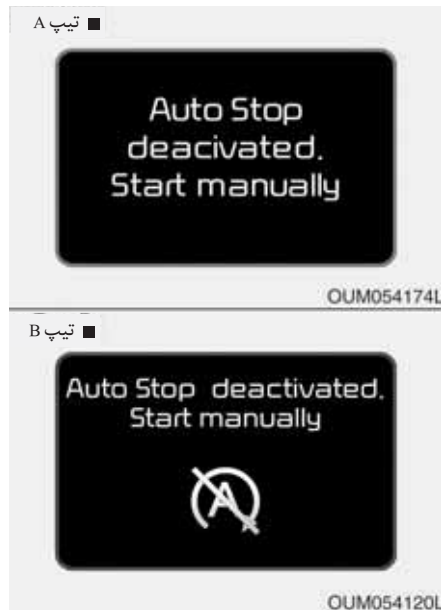 ■ تیپ A
Auto Stop
deacivated.
Start manually
OUM054174L
■ تیپ B
Auto Stop deactivated.
Start manually
A
OUM054120L